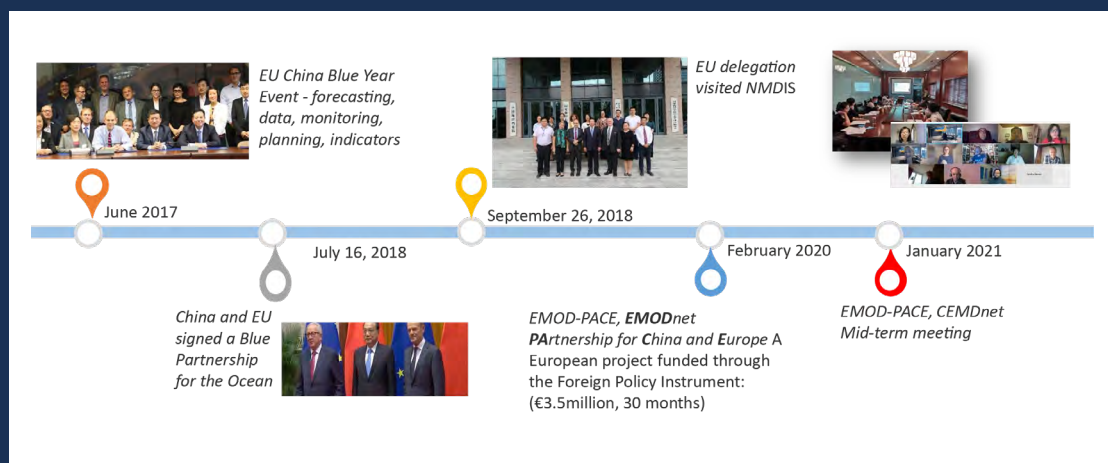 EU China Blue Year
Event - forecasting,
data, monitoring,
planning, indicators
June 2017
China and EU
signed a Blue
Partnership
for the Ocean
July 16, 2018
EU delegation
visited NMDIS
September 26, 2018
February 2020
EMOD-PACE, EMODnet
PArtnership for China and Europe A
European project funded through
the Foreign Policy Instrument:
(€3.5million, 30 months)
January 2021
EMOD-PACE, CEMDnet
Mid-term meeting